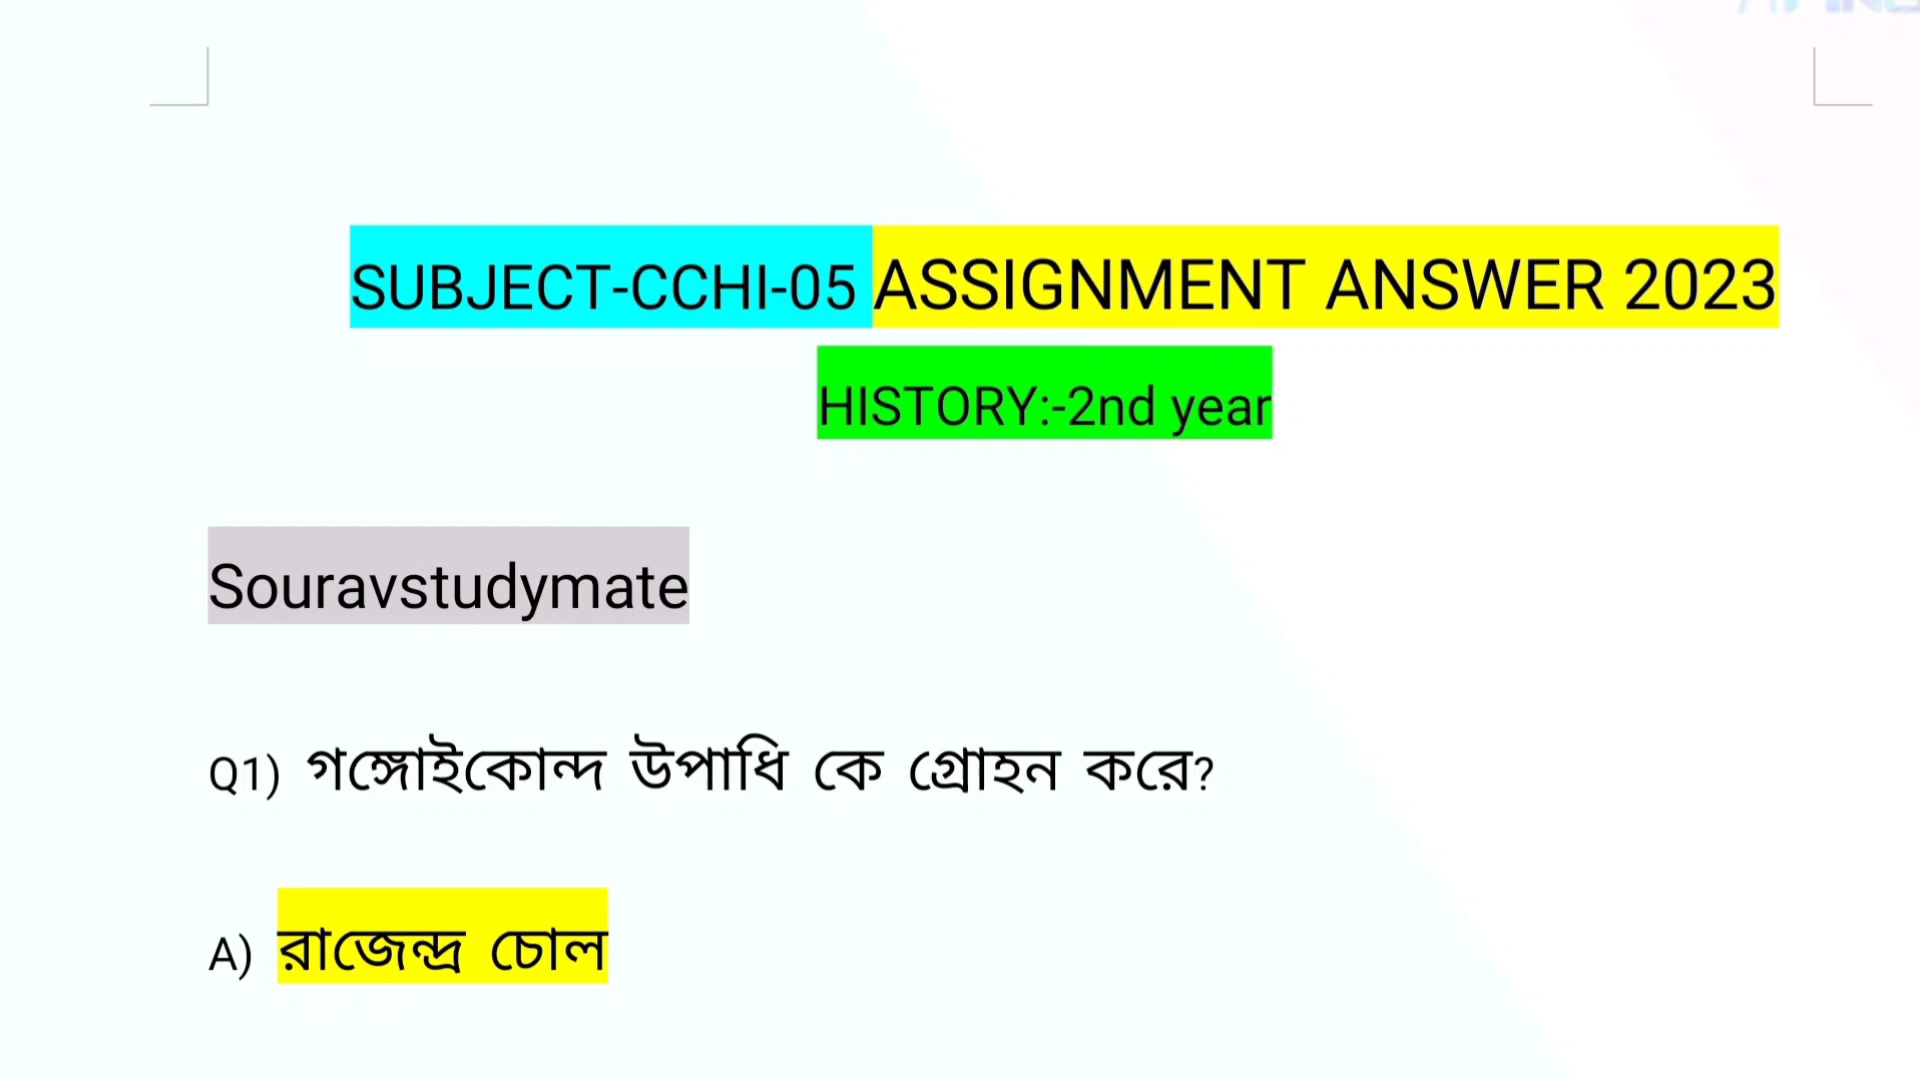 SUBJECT-CCHI-05 ASSIGNMENT ANSWER 2023
HISTORY:-2nd year
Souravstudymate
Q1) গঙ্গোইকোন্দ উপাধি কে গ্রোহন করে?
A) রাজেন্দ্র চোল